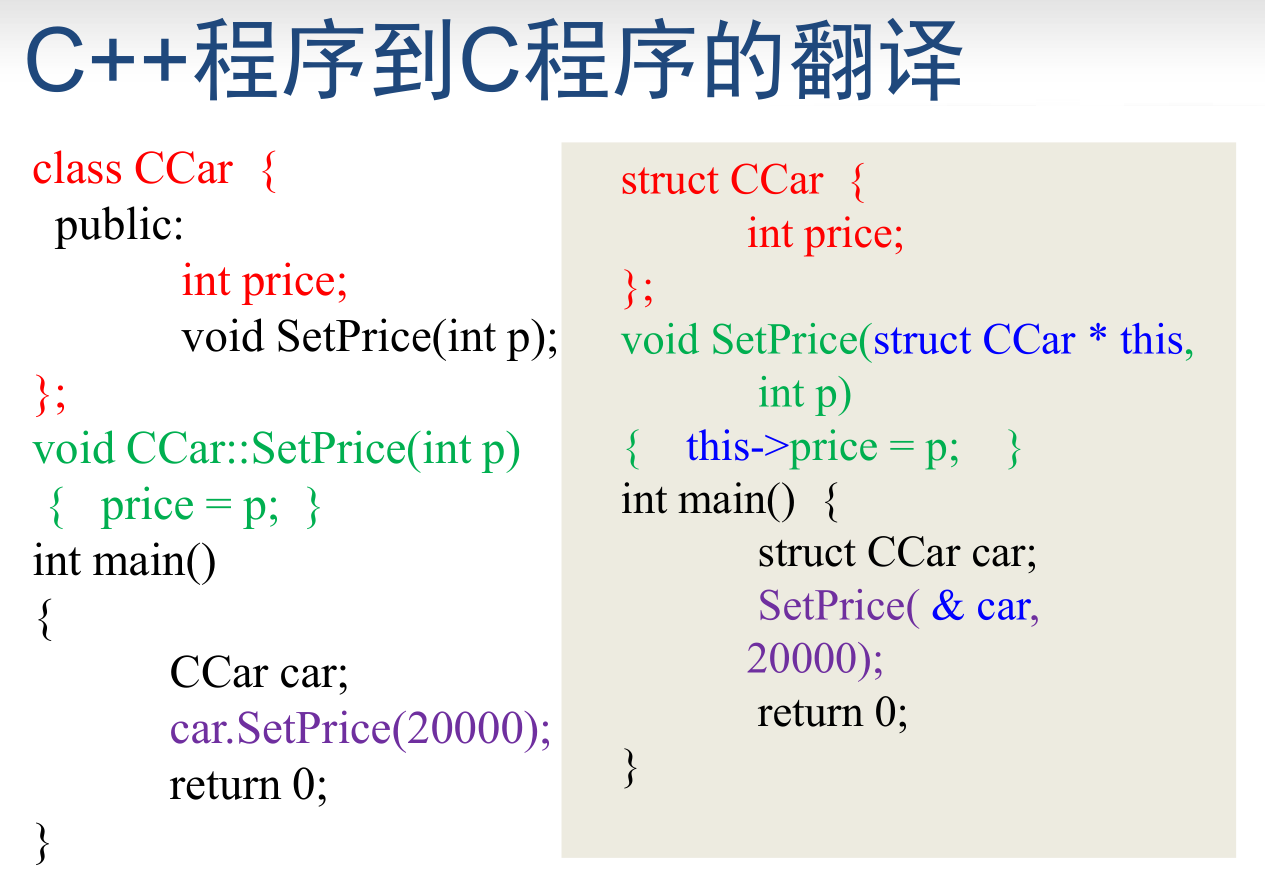 C++程序到C程序的翻译
class CCar {
public:
int price;
void SetPrice(int p);
};
void CCar::SetPrice(int p)
{ price = p; }
int main()
{
CCar car;
car.SetPrice(20000);
return 0;
}
struct CCar {
int price;
};
void SetPrice(struct CCar * this,
int p)
{ this->price = p; }
int main() {
struct CCar car;
SetPrice( & car,
20000);
return 0;
}